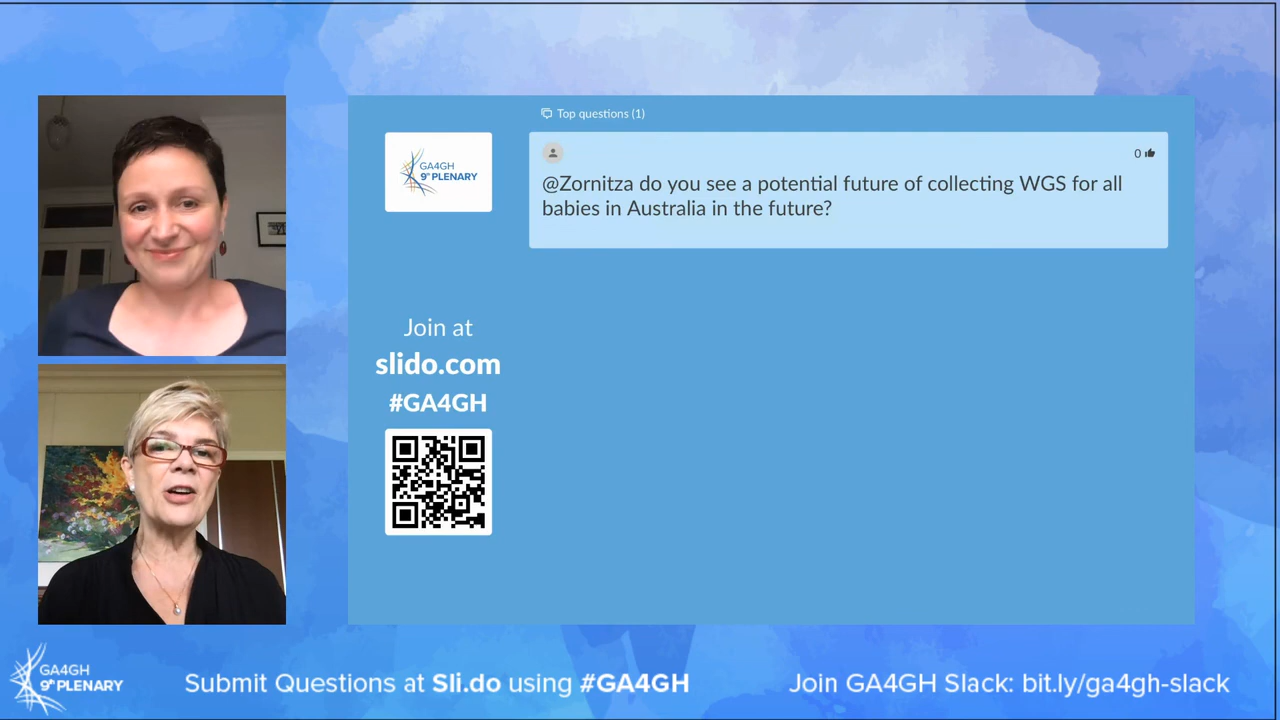 Top questions (1)
GA4GH
9th PLENARY
0
@Zornitza do you see a potential future of collecting WGS for all
babies in Australia in the future?
Join at
slido.com
#GA4GH
GA4GH
9th PLENARY
Submit Questions at Sli.do using #GA4GH
Join GA4GH Slack: bit.ly/ga4gh-slack